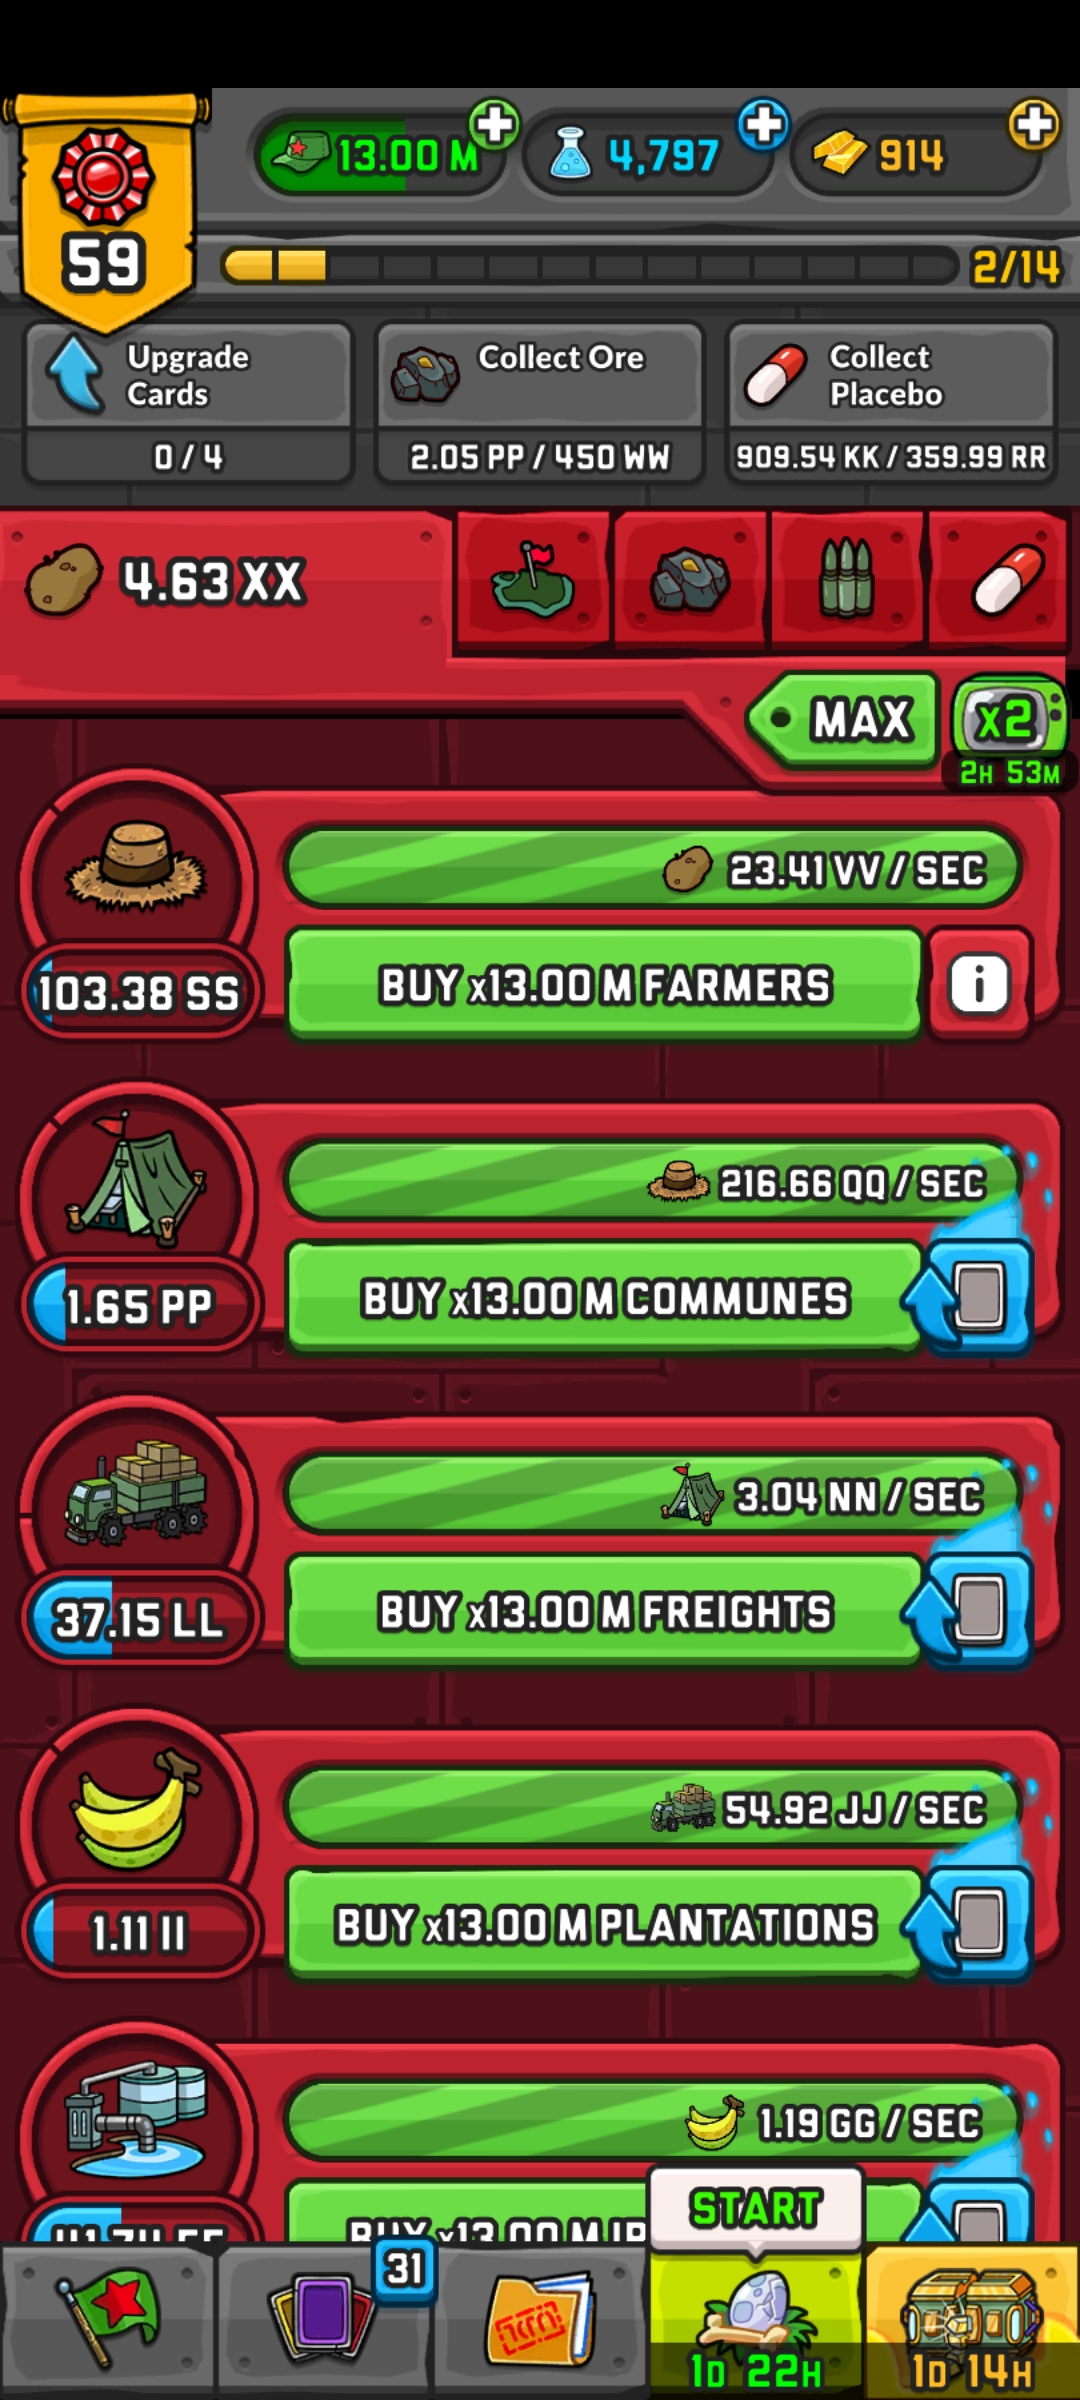 59
13.00 M
4,797
914
2/14
Upgrade
Cards
0 / 4
Collect Ore
2.05 PP / 450 WW
Collect
Placebo
909.54 KK / 359.99 RR
4.63 XX
MAX
x2
2H 53M
23.41 VV / SEC
103.38 SS
BUY x13.00 M FARMERS
i
216.66 QQ / SEC
1.65 PP
BUY x13.00 M COMMUNES
3.04 NN / SEC
37.15 LL
BUY x13.00 M FREIGHTS
54.92 JJ / SEC
1.11 II
BUY x13.00 M PLANTATIONS
1.19 GG / SEC
BUY x13.00 M
START
31
1D 22H
1D 14H